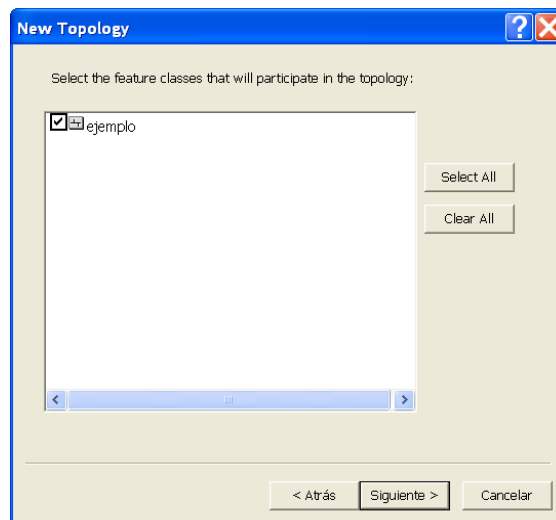 New Topology
Select the feature classes that will participate in the topology:
ejemplo
Select All
Clear All
< Atrás
Siguiente >
Cancelar